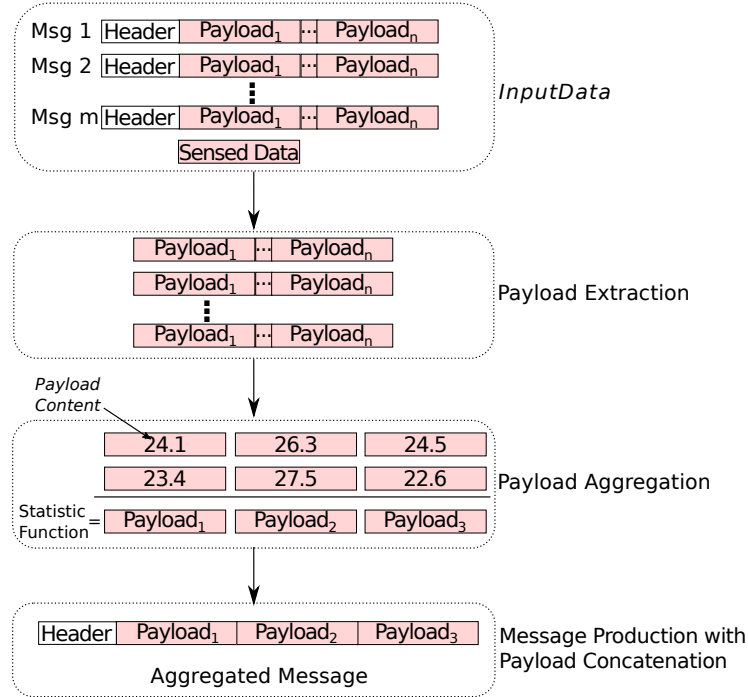 Msg 1 Header Payload₁ ... Payloadₙ
Msg 2 Header Payload₁ ... Payloadₙ
Msg m Header Payload₁ ... Payloadₙ
Sensed Data
InputData
Payload₁ ... Payloadₙ
Payload₁ ... Payloadₙ
Payload₁ ... Payloadₙ
Payload Extraction
Payload
Content
24.1 26.3 24.5
23.4 27.5 22.6
Statistic
Function
= Payload₁ Payload₂ Payload₃
Payload Aggregation
Header Payload₁ Payload₂ Payload₃
Aggregated Message
Message Production with
Payload Concatenation